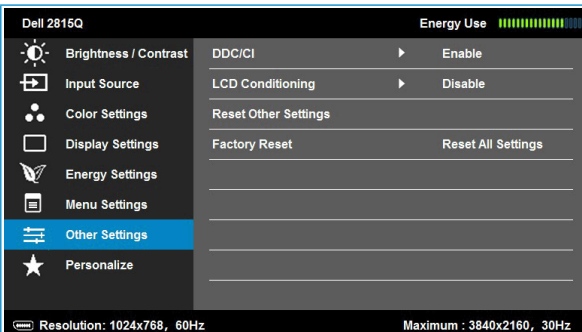 Dell 2815Q Energy Use
Brightness / Contrast DDC/CI Enable
Input Source LCD Conditioning Disable
Color Settings Reset Other Settings
Display Settings Factory Reset Reset All Settings
Energy Settings
Menu Settings
Other Settings
Personalize
Resolution: 1024x768, 60Hz Maximum : 3840x2160, 30Hz